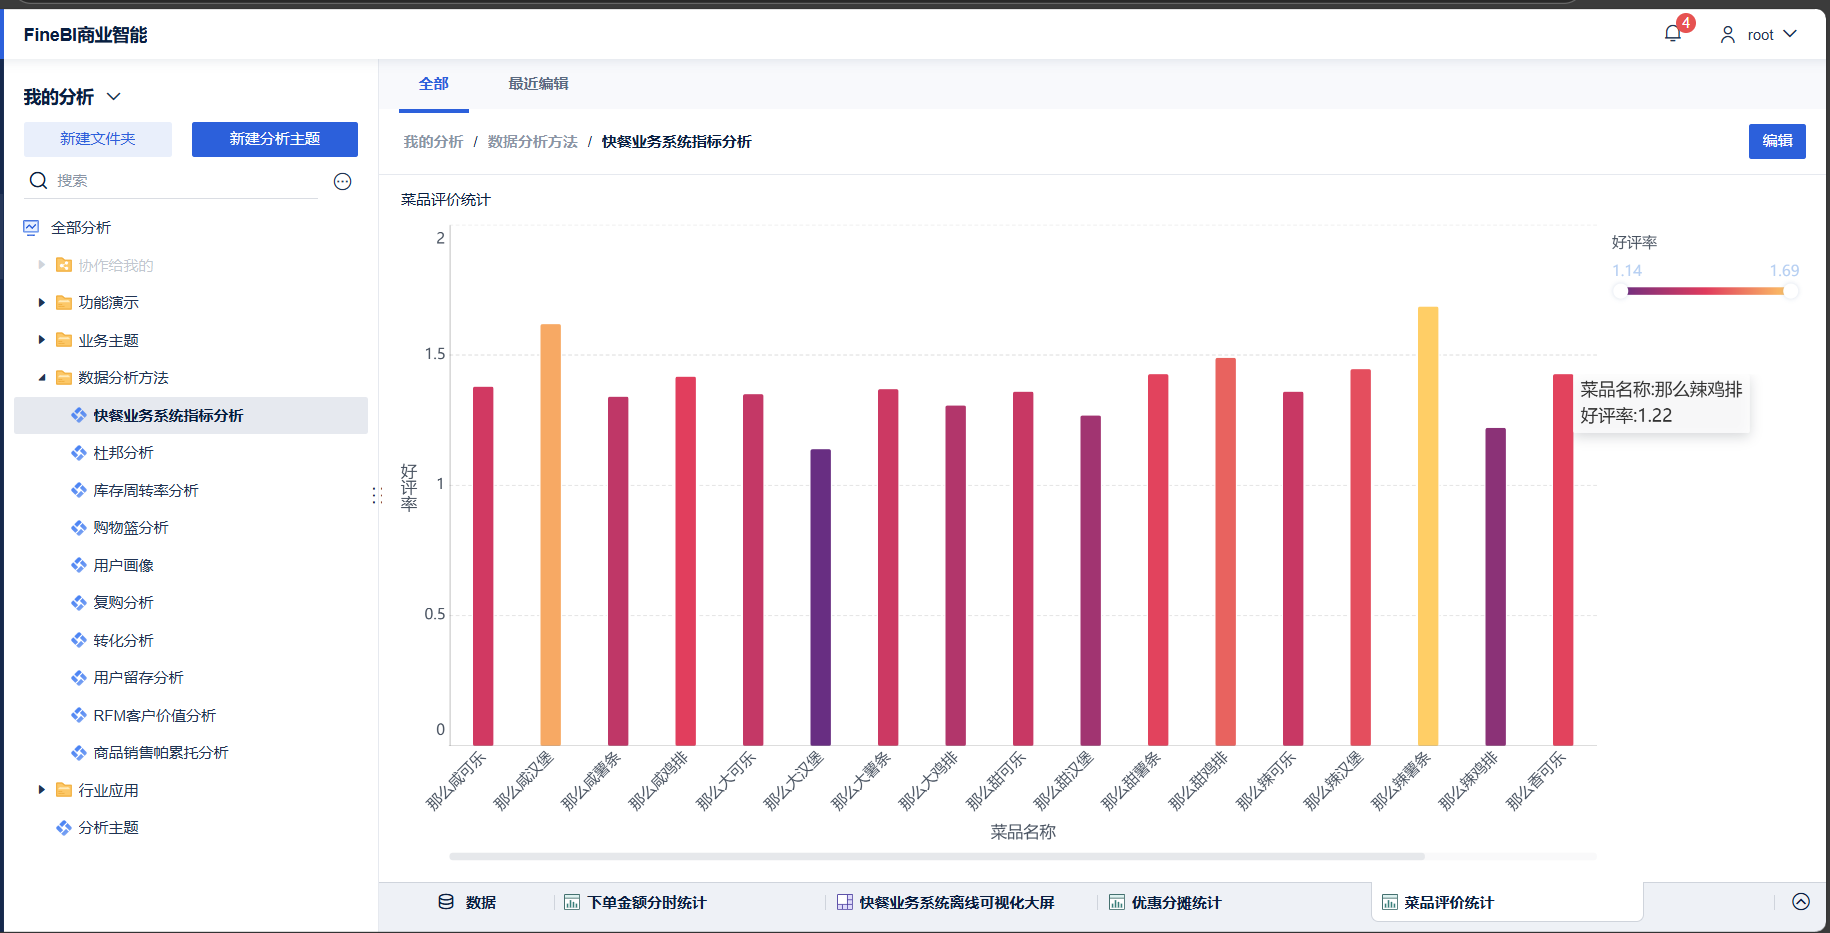 FineBI商业智能
4
root
我的分析
新建文件夹
新建分析主题
搜索
全部分析
协作给我的
功能演示
业务主题
数据分析方法
快餐业务系统指标分析
杜邦分析
库存周转率分析
购物篮分析
用户画像
复购分析
转化分析
用户留存分析
RFM客户价值分析
商品销售帕累托分析
行业应用
分析主题
全部
最近编辑
我的分析 / 数据分析方法 / 快餐业务系统指标分析
编辑
菜品评价统计
好评率
1.14
1.69
2
1.5
1
0.5
0
好评率
菜品名称:那么辣鸡排
好评率:1.22
那么咸可乐
那么咸汉堡
那么咸薯条
那么咸鸡排
那么大可乐
那么大汉堡
那么大薯条
那么大鸡排
那么甜可乐
那么甜汉堡
那么甜薯条
那么甜鸡排
那么辣可乐
那么辣汉堡
那么辣薯条
那么辣鸡排
那么香可乐
菜品名称
数据
下单金额分时统计
快餐业务系统离线可视化大屏
优惠分摊统计
菜品评价统计